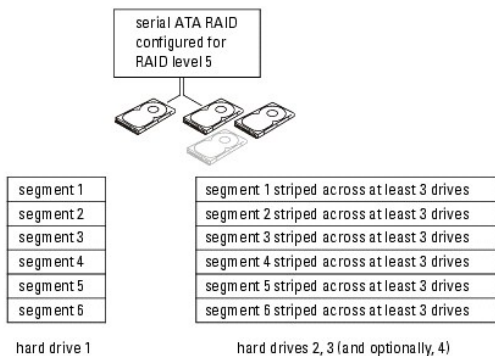 serial ATA RAID
configured for
RAID level 5
segment 1
segment 2
segment 3
segment 4
segment 5
segment 6
hard drive 1
segment 1 striped across at least 3 drives
segment 2 striped across at least 3 drives
segment 3 striped across at least 3 drives
segment 4 striped across at least 3 drives
segment 5 striped across at least 3 drives
segment 6 striped across at least 3 drives
hard drives 2, 3 (and optionally, 4)